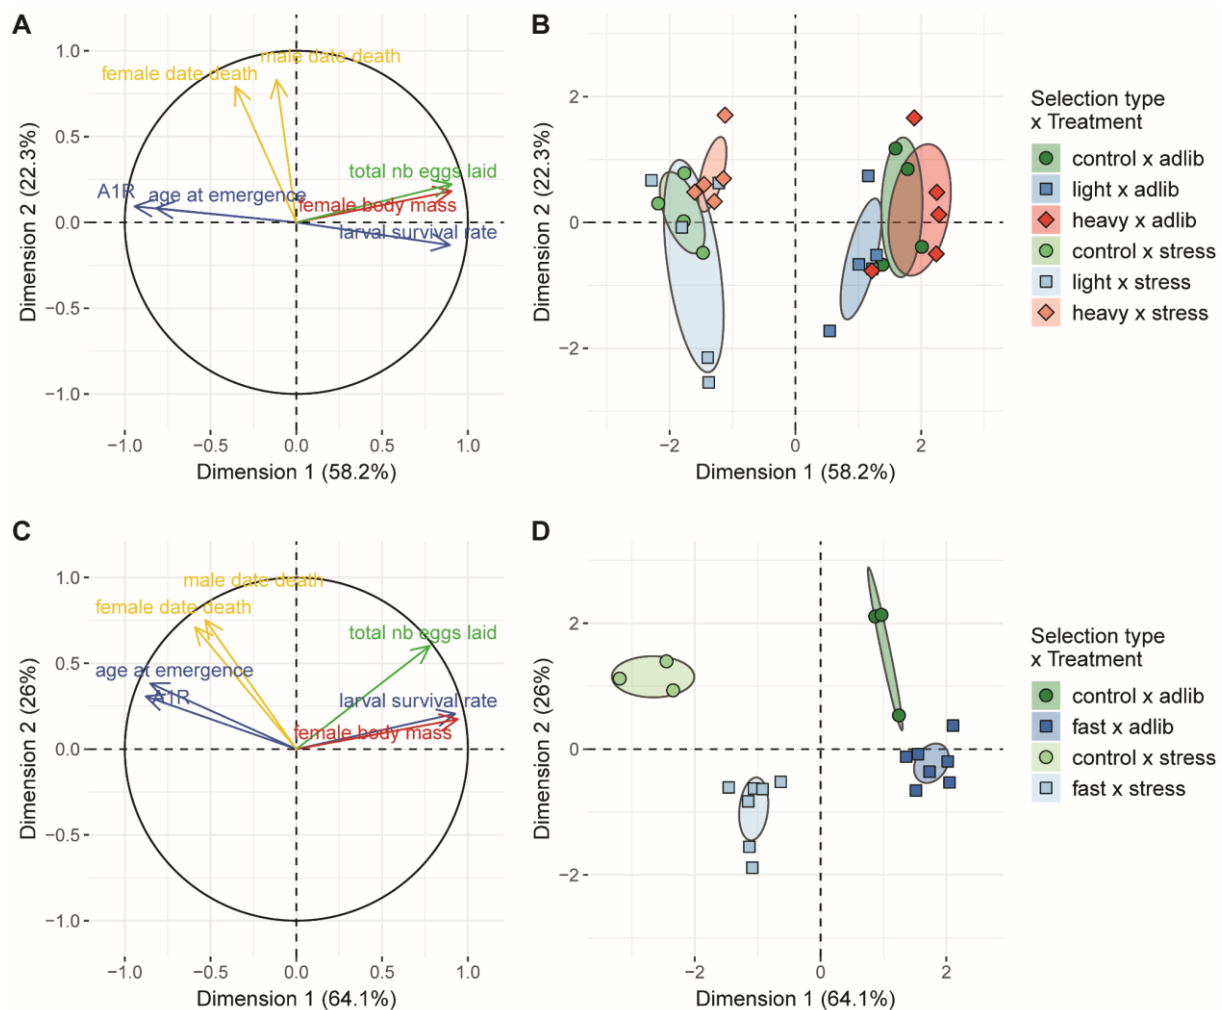 A
B
male date death
female date death
total nb eggs laid
A1R
age at emergence
female body mass
larval survival rate
1.0
0.5
0.0
−0.5
−1.0
Dimension 2 (22.3%)
−1.0
−0.5
0.0
0.5
1.0
Dimension 1 (58.2%)
2
0
−2
Dimension 2 (22.3%)
−2
0
2
Dimension 1 (58.2%)
Selection type
x Treatment
control x adlib
light x adlib
heavy x adlib
control x stress
light x stress
heavy x stress
C
D
male date death
female date death
total nb eggs laid
age at emergence
A1R
larval survival rate
female body mass
1.0
0.5
0.0
−0.5
−1.0
Dimension 2 (26%)
−1.0
−0.5
0.0
0.5
1.0
Dimension 1 (64.1%)
2
0
−2
Dimension 2 (26%)
−2
0
2
Dimension 1 (64.1%)
Selection type
x Treatment
control x adlib
fast x adlib
control x stress
fast x stress